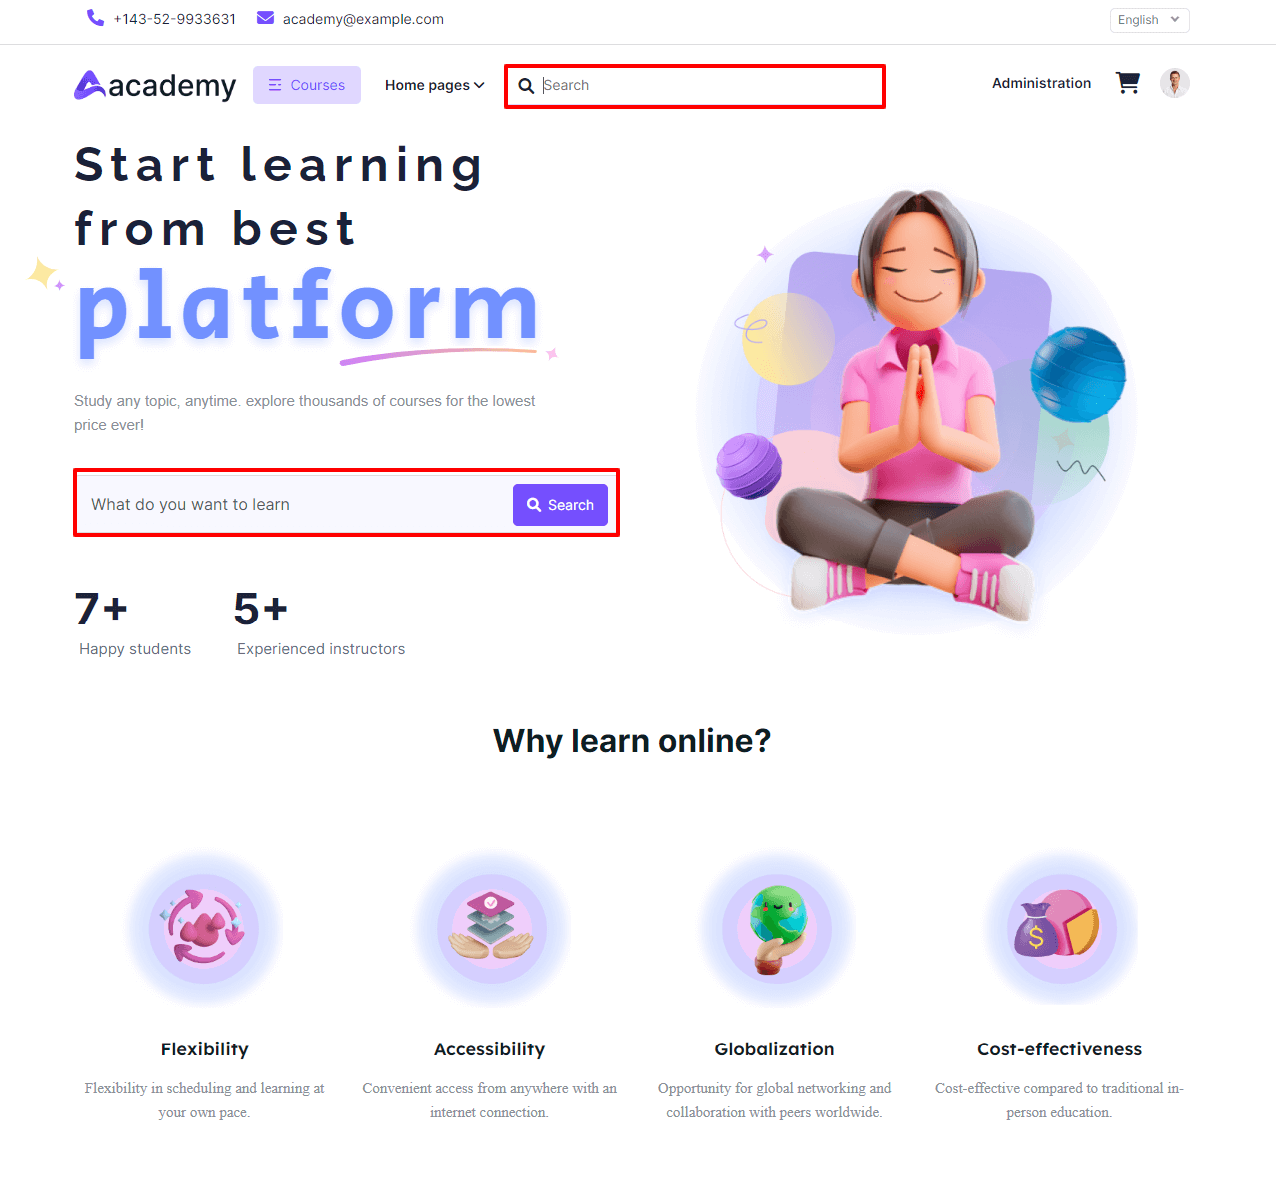 +143-52-9933631 academy@example.com English
academy Courses Home pages Search Administration
Start learning
from best
platform
Study any topic, anytime. explore thousands of courses for the lowest
price ever!
What do you want to learn Search
7+ 5+
Happy students Experienced instructors
Why learn online?
$
Flexibility Accessibility Globalization Cost-effectiveness
Flexibility in scheduling and learning at Convenient access from anywhere with an Opportunity for global networking and Cost-effective compared to traditional in-
your own pace. internet connection. collaboration with peers worldwide. person education.